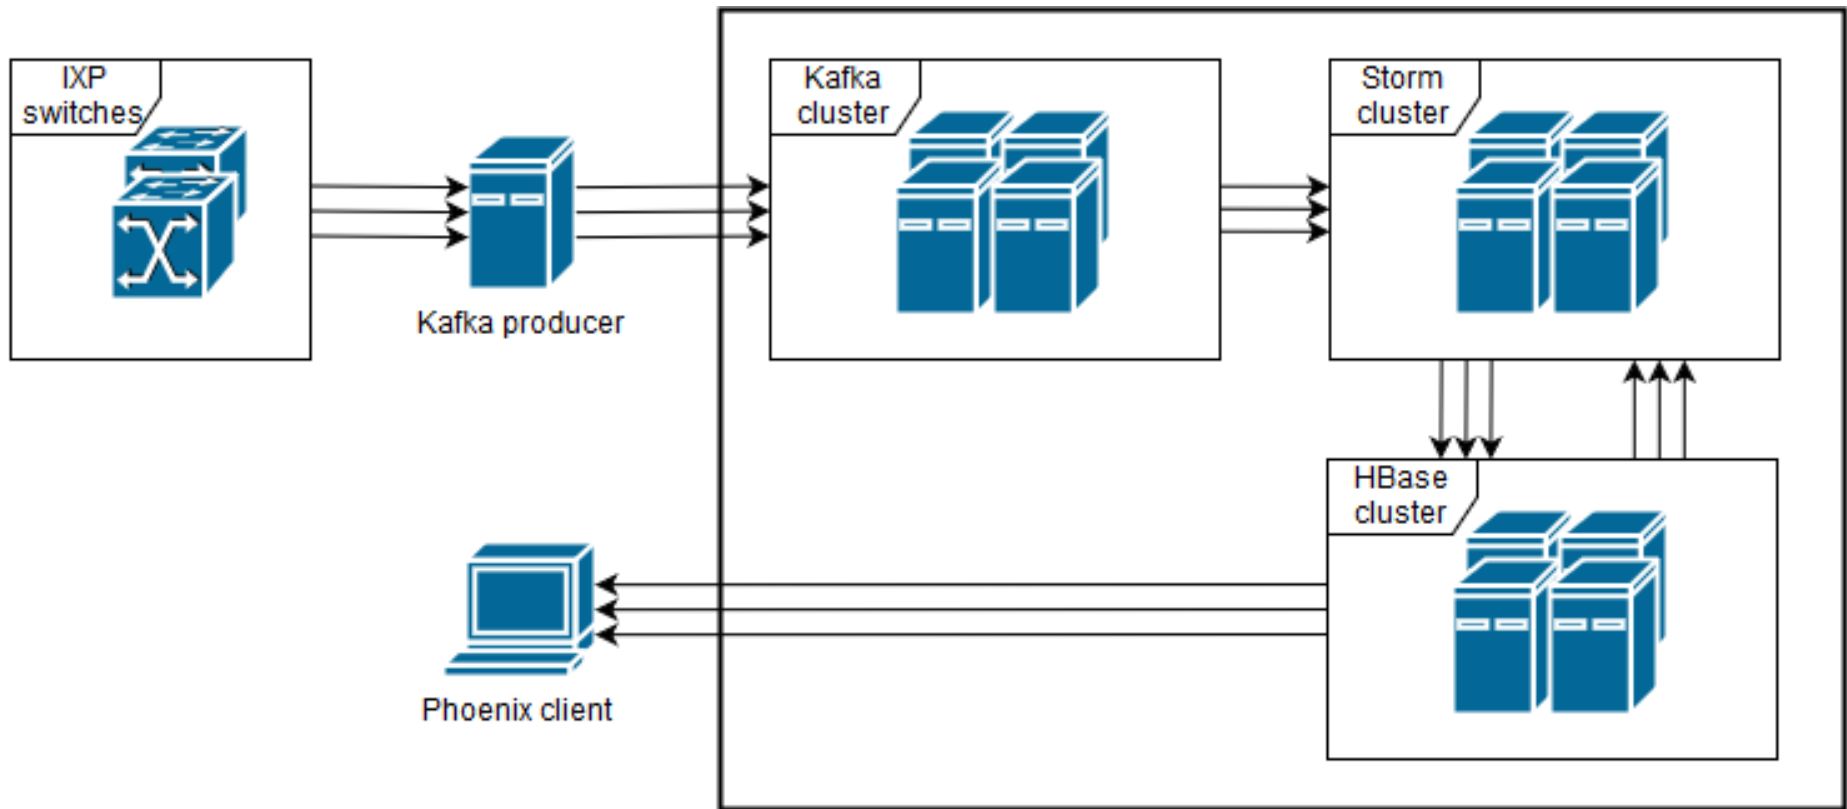 IXP
switches
Kafka
cluster
Storm
cluster
Kafka producer
HBase
cluster
Phoenix client